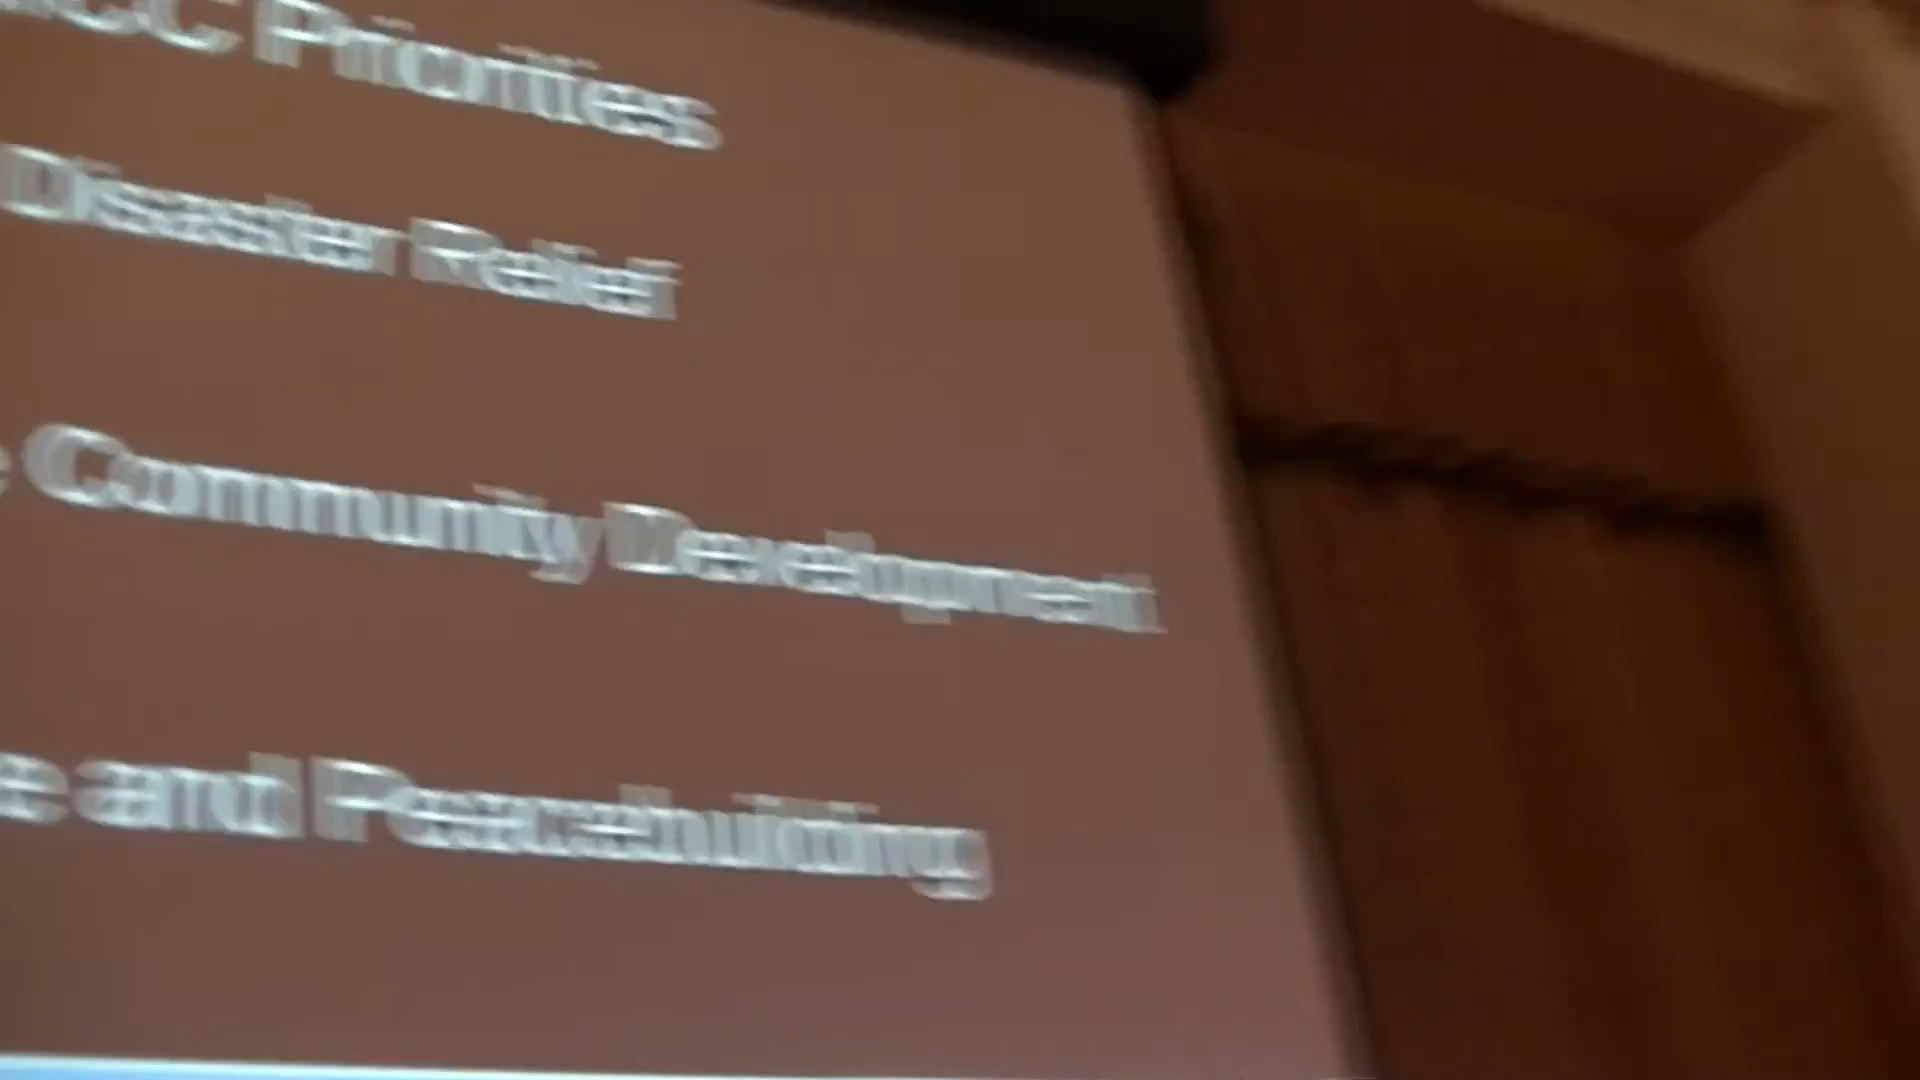 Priorities
Disaster Relief
Community Development
and Peacebuilding